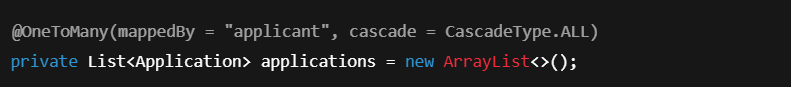 @OneToMany(mappedBy = "applicant", cascade = CascadeType.ALL)
private List<Application> applications = new ArrayList<>();